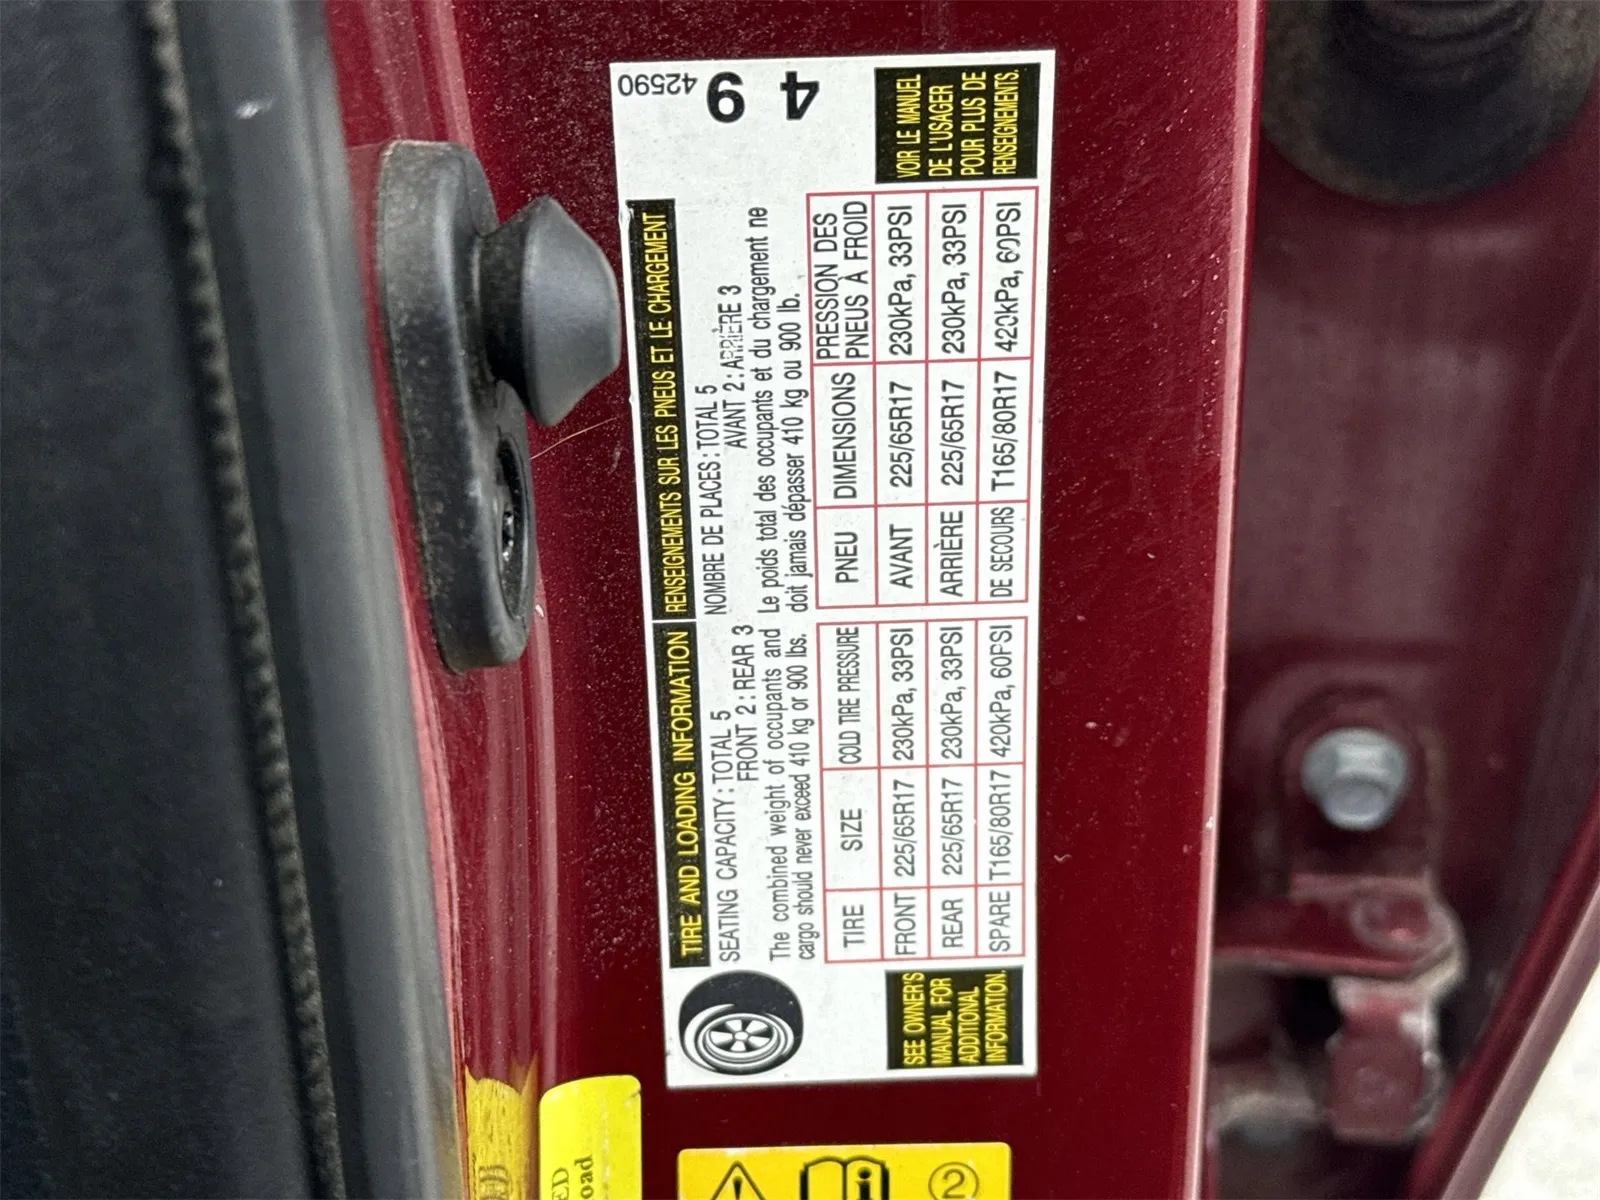 TIRE AND LOADING INFORMATION
SEATING CAPACITY : TOTAL 5
FRONT 2 : REAR 3
The combined weight of occupants and
cargo should never exceed 410 kg or 900 lbs.
TIRE SIZE COLD TIRE PRESSURE
FRONT 225/65R17 230kPa, 33PSI
REAR 225/65R17 230kPa, 33PSI
SPARE T165/80R17 420kPa, 60PSI
SEE OWNER'S
MANUAL FOR
ADDITIONAL
INFORMATION.
RENSEIGNEMENTS SUR LES PNEUS ET LE CHARGEMENT
NOMBRE DE PLACES : TOTAL 5
AVANT 2 : ARRIÈRE 3
Le poids total des occupants et du chargement ne
doit jamais dépasser 410 kg ou 900 lb.
PNEU DIMENSIONS PRESSION DES
PNEUS À FROID
AVANT 225/65R17 230kPa, 33PSI
ARRIÈRE 225/65R17 230kPa, 33PSI
DE SECOURS T165/80R17 420kPa, 60PSI
VOIR LE MANUEL
DE L'USAGER
POUR PLUS DE
RENSEIGNEMENTS.
42590
4 9
ED
oad
i
2